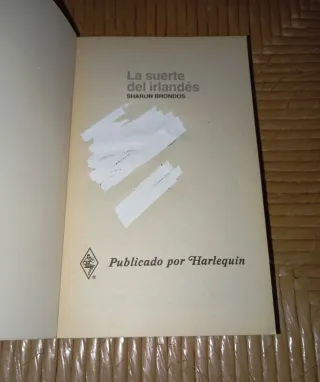 La suerte
del irlandés
SHARON BRONDOS
Publicado por Harlequin